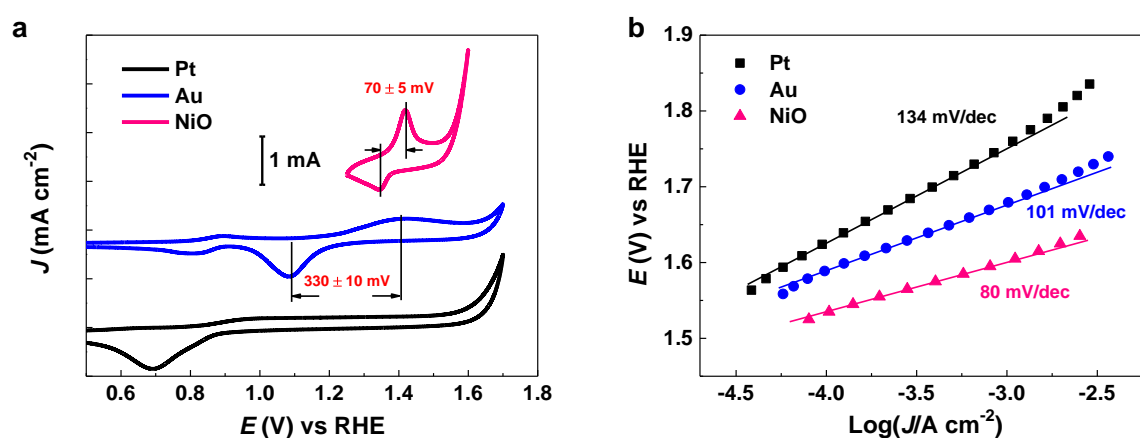 a
Pt
Au
NiO
70 ± 5 mV
1 mA
330 ± 10 mV
J (mA cm⁻²)
0.6 0.8 1.0 1.2 1.4 1.6 1.8
E (V) vs RHE
b
1.9
1.8
1.7
1.6
1.5
Pt
Au
NiO
134 mV/dec
101 mV/dec
80 mV/dec
E (V) vs RHE
-4.5 -4.0 -3.5 -3.0 -2.5
Log(J/A cm⁻²)